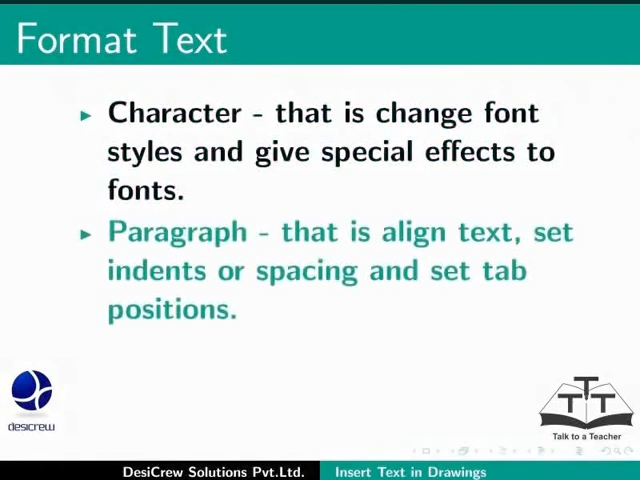 Format Text
Character - that is change font
styles and give special effects to
fonts.
Paragraph - that is align text, set
indents or spacing and set tab
positions.
desicrew
TTT
Talk to a Teacher
DesiCrew Solutions Pvt.Ltd.
Insert Text in Drawings